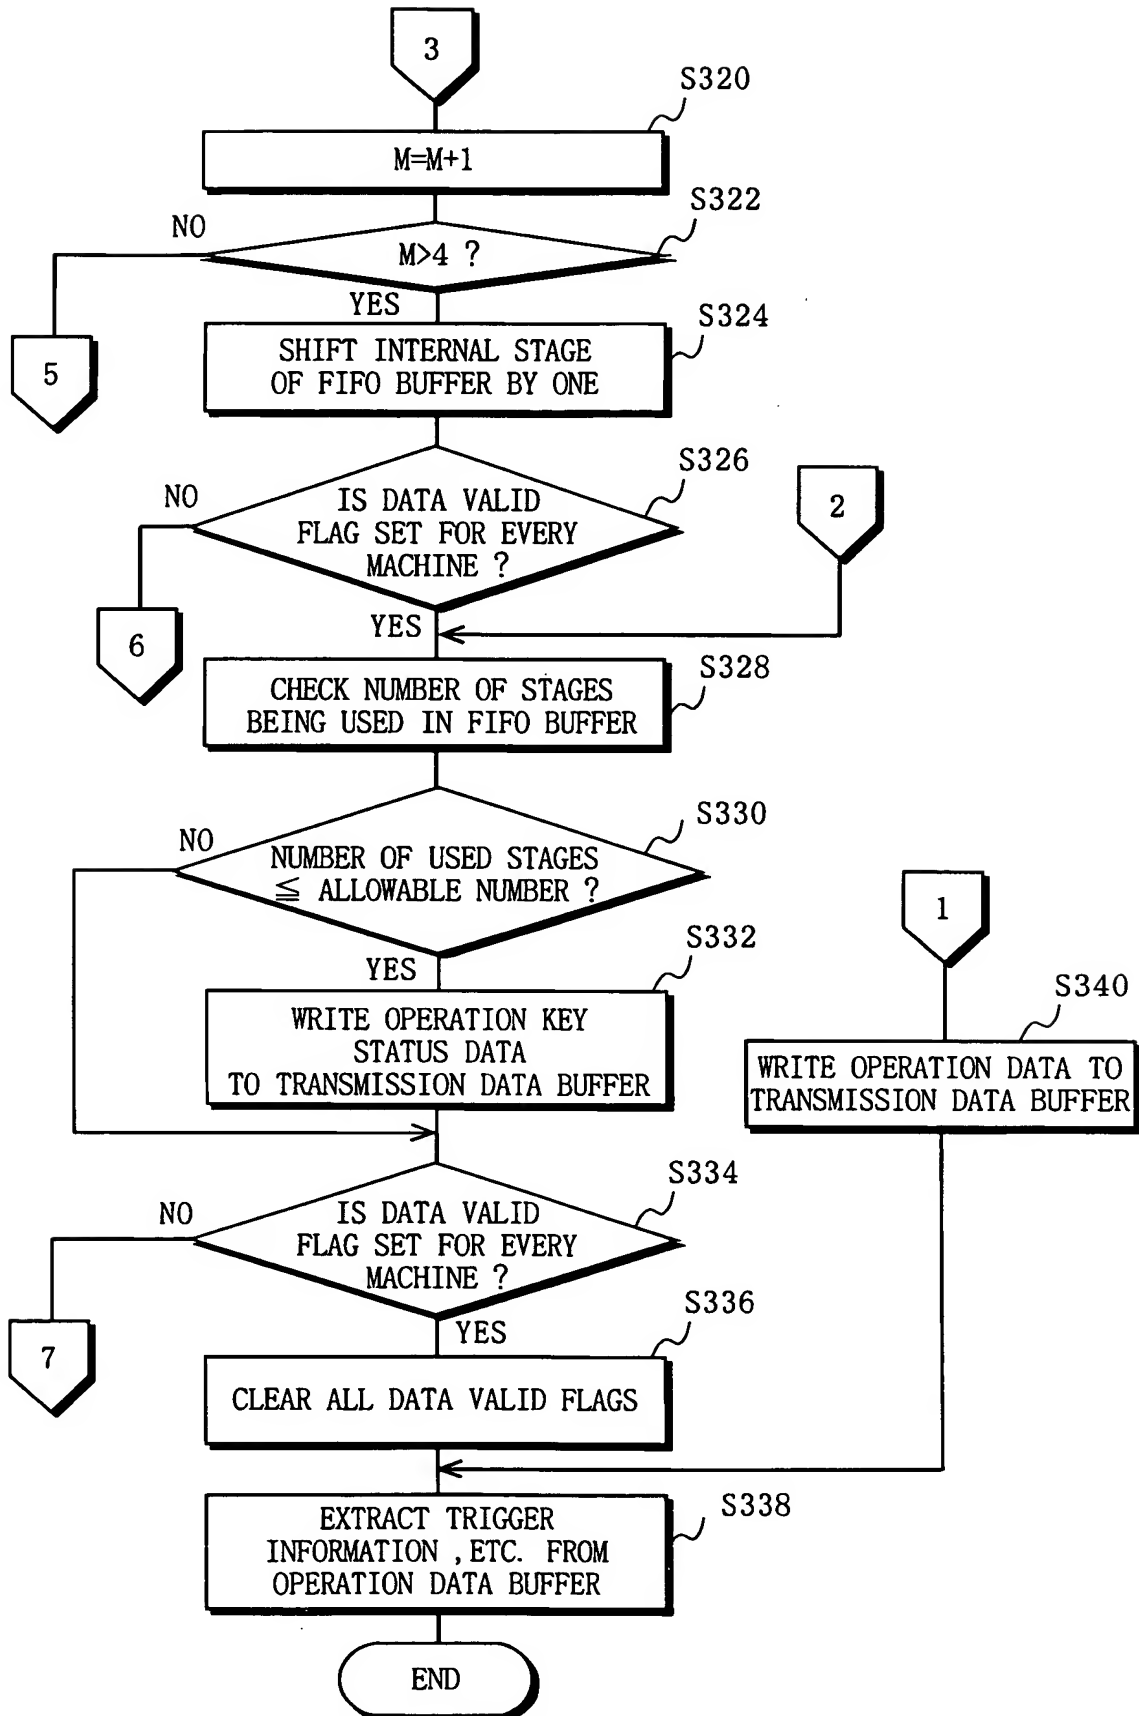 3
S320
M=M+1
S322
NO
M>4 ?
YES
S324
5
SHIFT INTERNAL STAGE
OF FIFO BUFFER BY ONE
S326
NO
IS DATA VALID
FLAG SET FOR EVERY
MACHINE ?
2
YES
6
S328
CHECK NUMBER OF STAGES
BEING USED IN FIFO BUFFER
S330
NO
NUMBER OF USED STAGES
≦ ALLOWABLE NUMBER ?
1
YES
S332
WRITE OPERATION KEY
STATUS DATA
TO TRANSMISSION DATA BUFFER
S340
WRITE OPERATION DATA TO
TRANSMISSION DATA BUFFER
S334
NO
IS DATA VALID
FLAG SET FOR EVERY
MACHINE ?
S336
YES
7
CLEAR ALL DATA VALID FLAGS
S338
EXTRACT TRIGGER
INFORMATION ,ETC. FROM
OPERATION DATA BUFFER
END